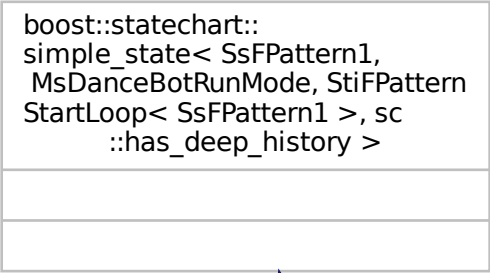 boost::statechart::
simple_state< SsFPattern1,
MsDanceBotRunMode, StiFPattern
StartLoop< SsFPattern1 >, sc
::has_deep_history >